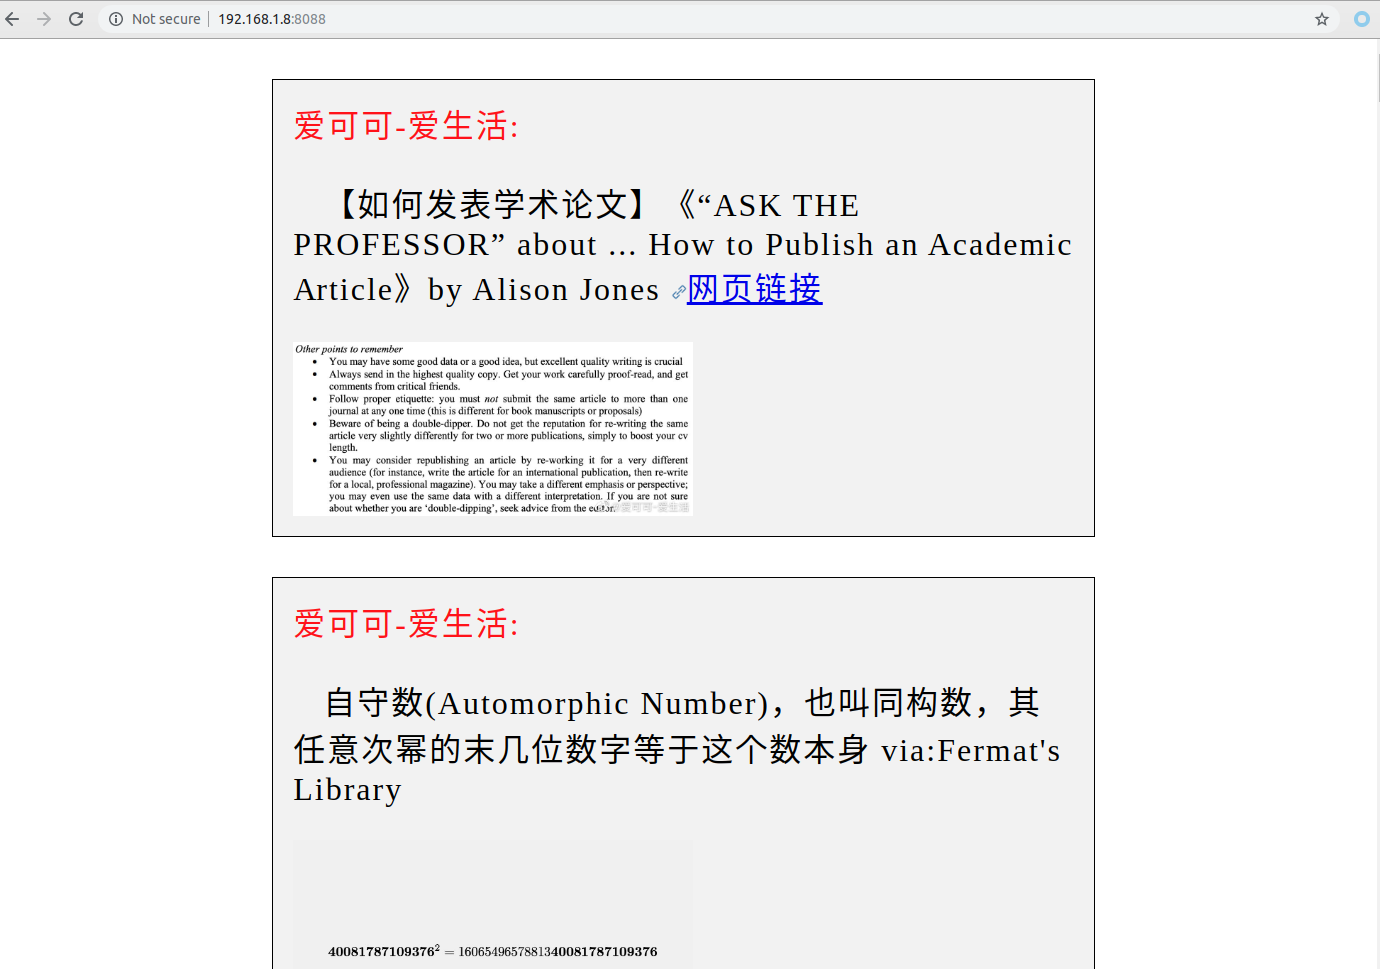 Not secure | 192.168.1.8:8088
爱可可-爱生活:
【如何发表学术论文】《“ASK THE
PROFESSOR” about ... How to Publish an Academic
Article》by Alison Jones 网页链接
Other points to remember
• You may have some good data or a good idea, but excellent quality writing is crucial
• Always send in the highest quality copy. Get your work carefully proof-read, and get
comments from critical friends.
• Follow proper etiquette: you must not submit the same article to more than one
journal at any one time (this is different for book manuscripts or proposals)
• Beware of being a double-dipper. Do not get the reputation for re-writing the same
article very slightly differently for two or more publications, simply to boost your cv
length.
• You may consider republishing an article by re-working it for a very different
audience (for instance, write the article for an international publication, then re-write
for a local, professional magazine). You may take a different emphasis or perspective;
you may even use the same data with a different interpretation. If you are not sure
about whether you are ‘double-dipping’, seek advice from the editor.
@爱可可-爱生活
爱可可-爱生活:
自守数(Automorphic Number)，也叫同构数，其
任意次幂的末几位数字等于这个数本身 via:Fermat's
Library
40081787109376² = 160654965788134​0081787109376